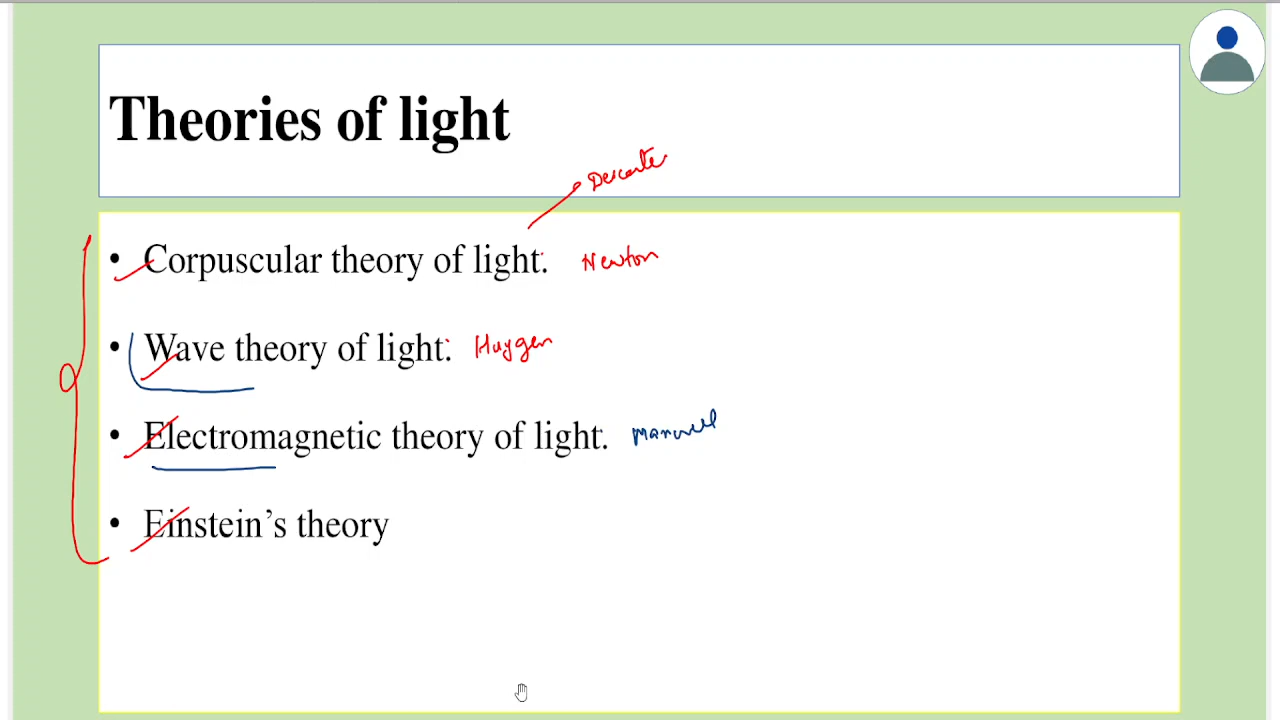 Theories of light
Descarte
• Corpuscular theory of light. Newton
• Wave theory of light: Huygen
• Electromagnetic theory of light. Maxwell
• Einstein’s theory